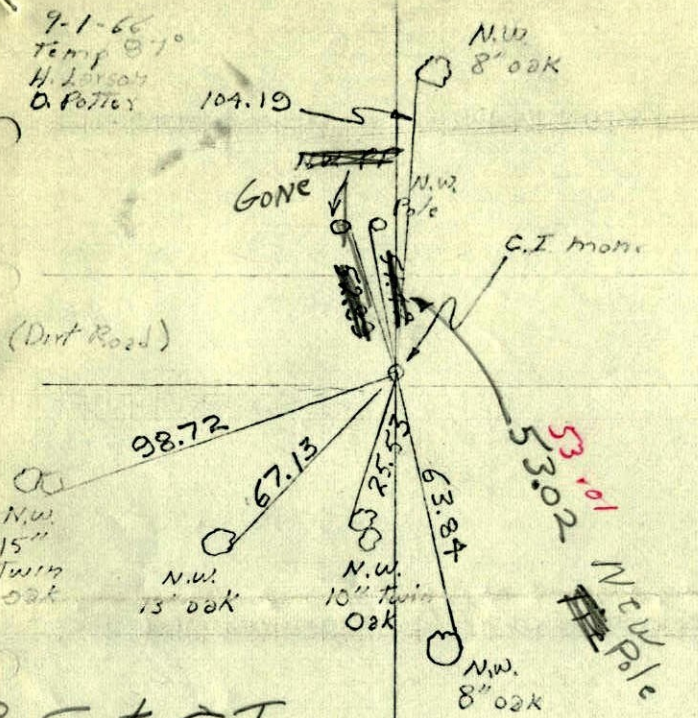 9-1-66
Temp 87°
H. Larson
D. Potter
N.W.
8" oak
104.19
GONE
N.W.
Pole
C.I. mon.
(Dirt Road)
98.72
67.13
25.53
63.84
53.02
53.01
New
Pole
N.W.
15"
Twin
oak
N.W.
13" oak
N.W.
10" Twin
Oak
N.W.
8" oak